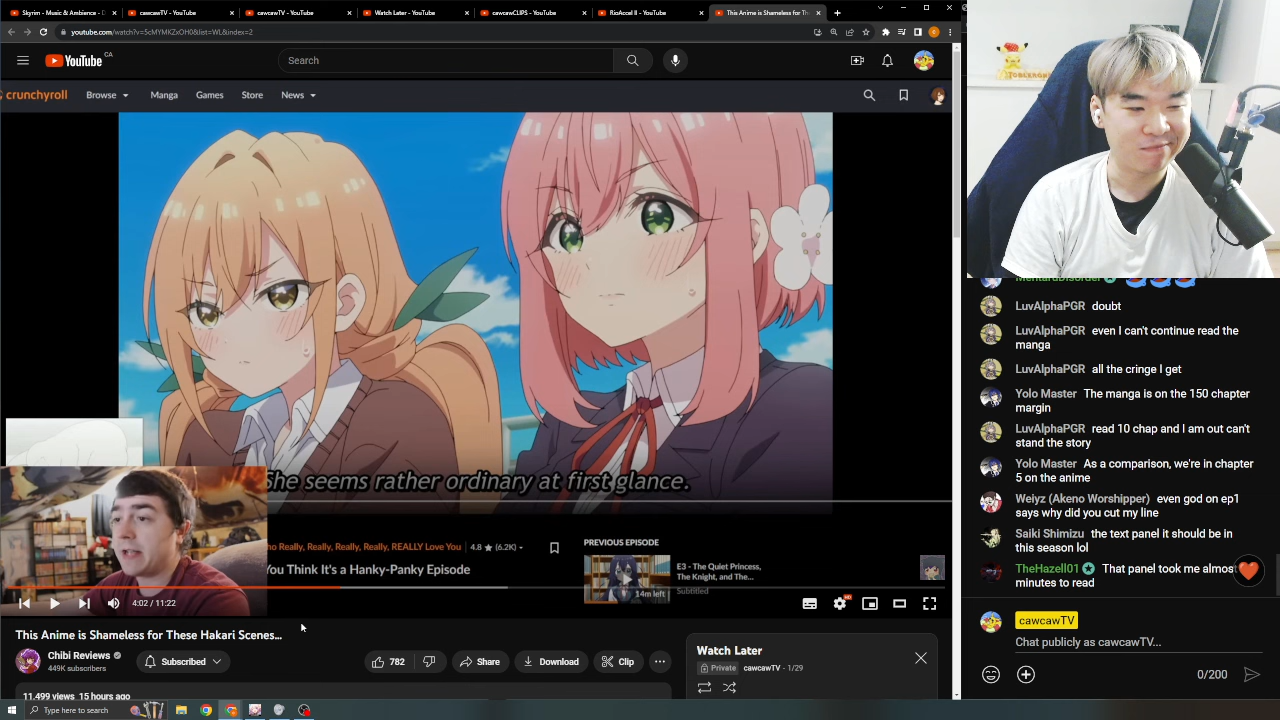 Skyrim - Music & Ambience - D
cawcawTV - YouTube
cawcawTV - YouTube
Watch Later - YouTube
cawcawCLIPS - YouTube
RioAccel II - YouTube
This Anime is Shameless for Th
youtube.com/watch?v=5cMYMKZxOH0&list=WL&index=2
YouTube CA
Search
crunchyroll
Browse
Manga
Games
Store
News
She seems rather ordinary at first glance.
ho Really, Really, Really, Really, REALLY Love You
4.8 ★ (6.2K)
You Think It's a Hanky-Panky Episode
PREVIOUS EPISODE
E3 - The Quiet Princess,
The Knight, and The...
Subtitled
14m left
4:02 / 11:22
HD
This Anime is Shameless for These Hakari Scenes...
Chibi Reviews
449K subscribers
Subscribed
782
Share
Download
Clip
11,499 views 15 hours ago
Watch Later
Private
cawcawTV - 1/29
Type here to search
LuvAlphaPGR doubt
LuvAlphaPGR even I can't continue read the
manga
LuvAlphaPGR all the cringe I get
Yolo Master The manga is on the 150 chapter
margin
LuvAlphaPGR read 10 chap and I am out can't
stand the story
Yolo Master As a comparison, we're in chapter
5 on the anime
Weiyz (Akeno Worshipper) even god on ep1
says why did you cut my line
Saiki Shimizu the text panel it should be in
this season lol
TheHazell01 That panel took me almos
minutes to read
cawcawTV
Chat publicly as cawcawTV...
0/200